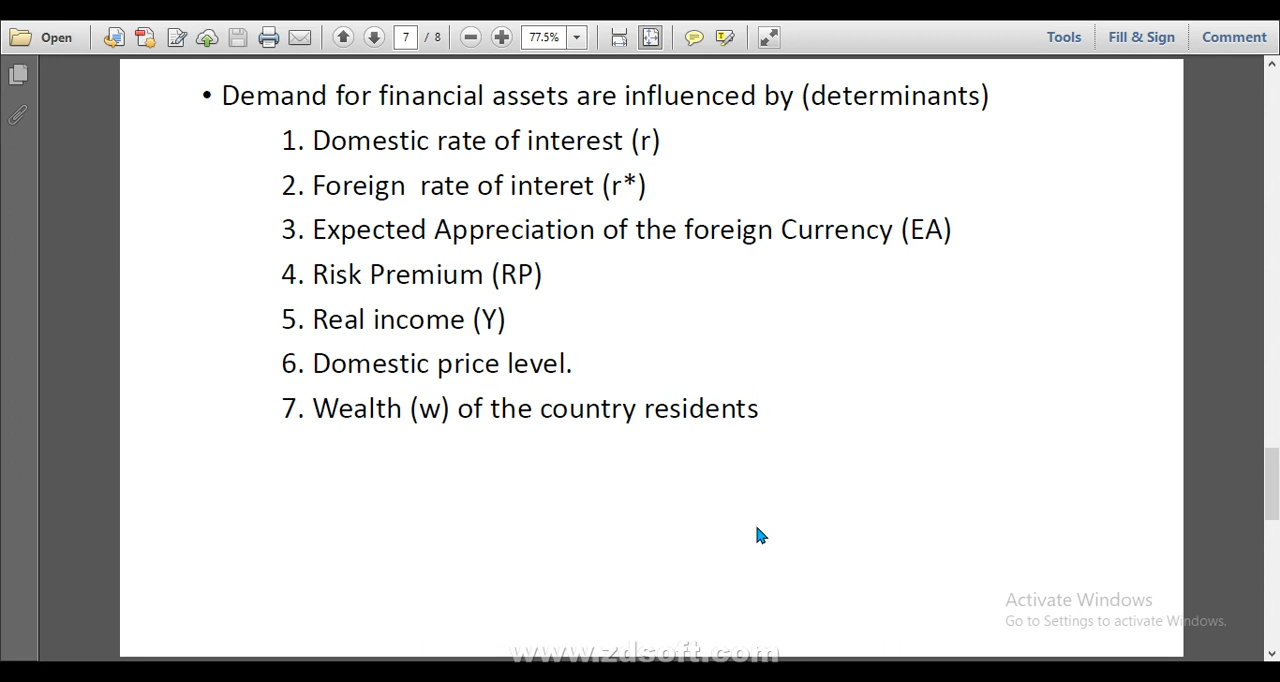 Open
7 / 8
77.5%
Tools
Fill & Sign
Comment
• Demand for financial assets are influenced by (determinants)
1. Domestic rate of interest (r)
2. Foreign rate of interet (r*)
3. Expected Appreciation of the foreign Currency (EA)
4. Risk Premium (RP)
5. Real income (Y)
6. Domestic price level.
7. Wealth (w) of the country residents
Activate Windows
Go to Settings to activate Windows.
www.zdsoft.com